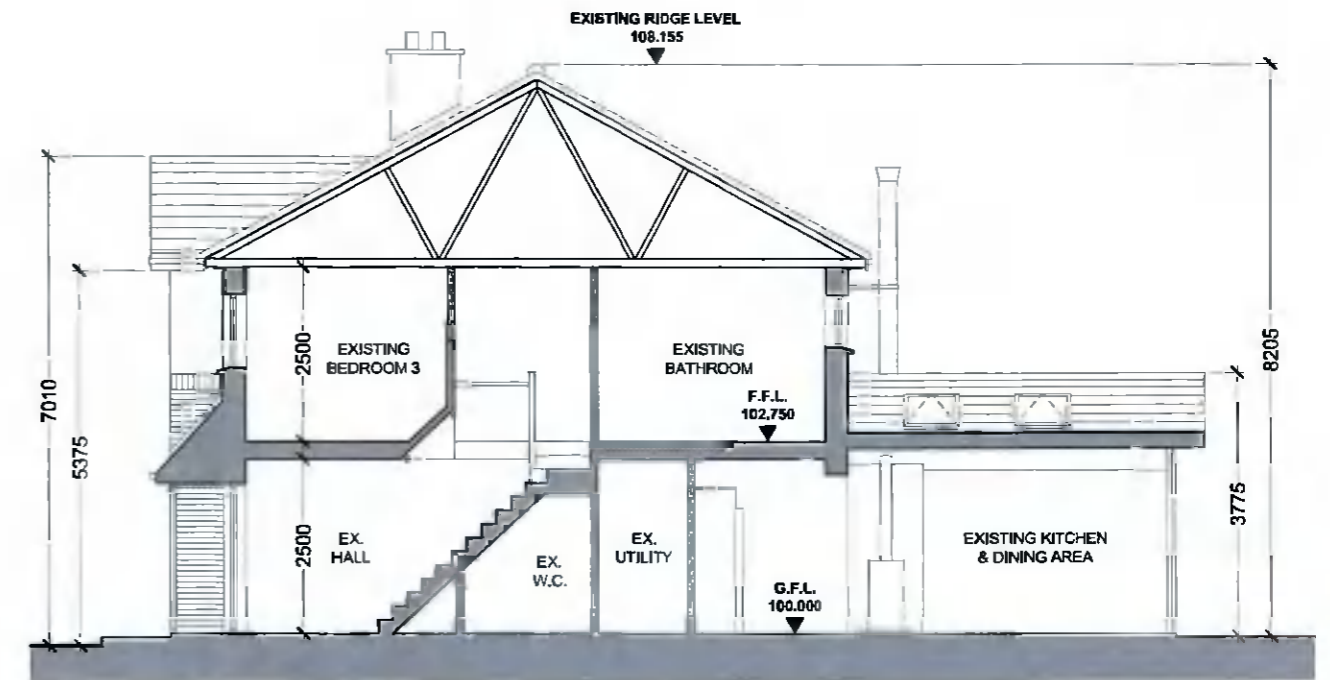 EXISTING RIDGE LEVEL
108.155
7010
5375
2500
EXISTING
BEDROOM 3
EXISTING
BATHROOM
F.F.L.
102.750
8205
3775
2500
EX.
HALL
EX.
W.C.
EX.
UTILITY
G.F.L.
100.000
EXISTING KITCHEN
& DINING AREA